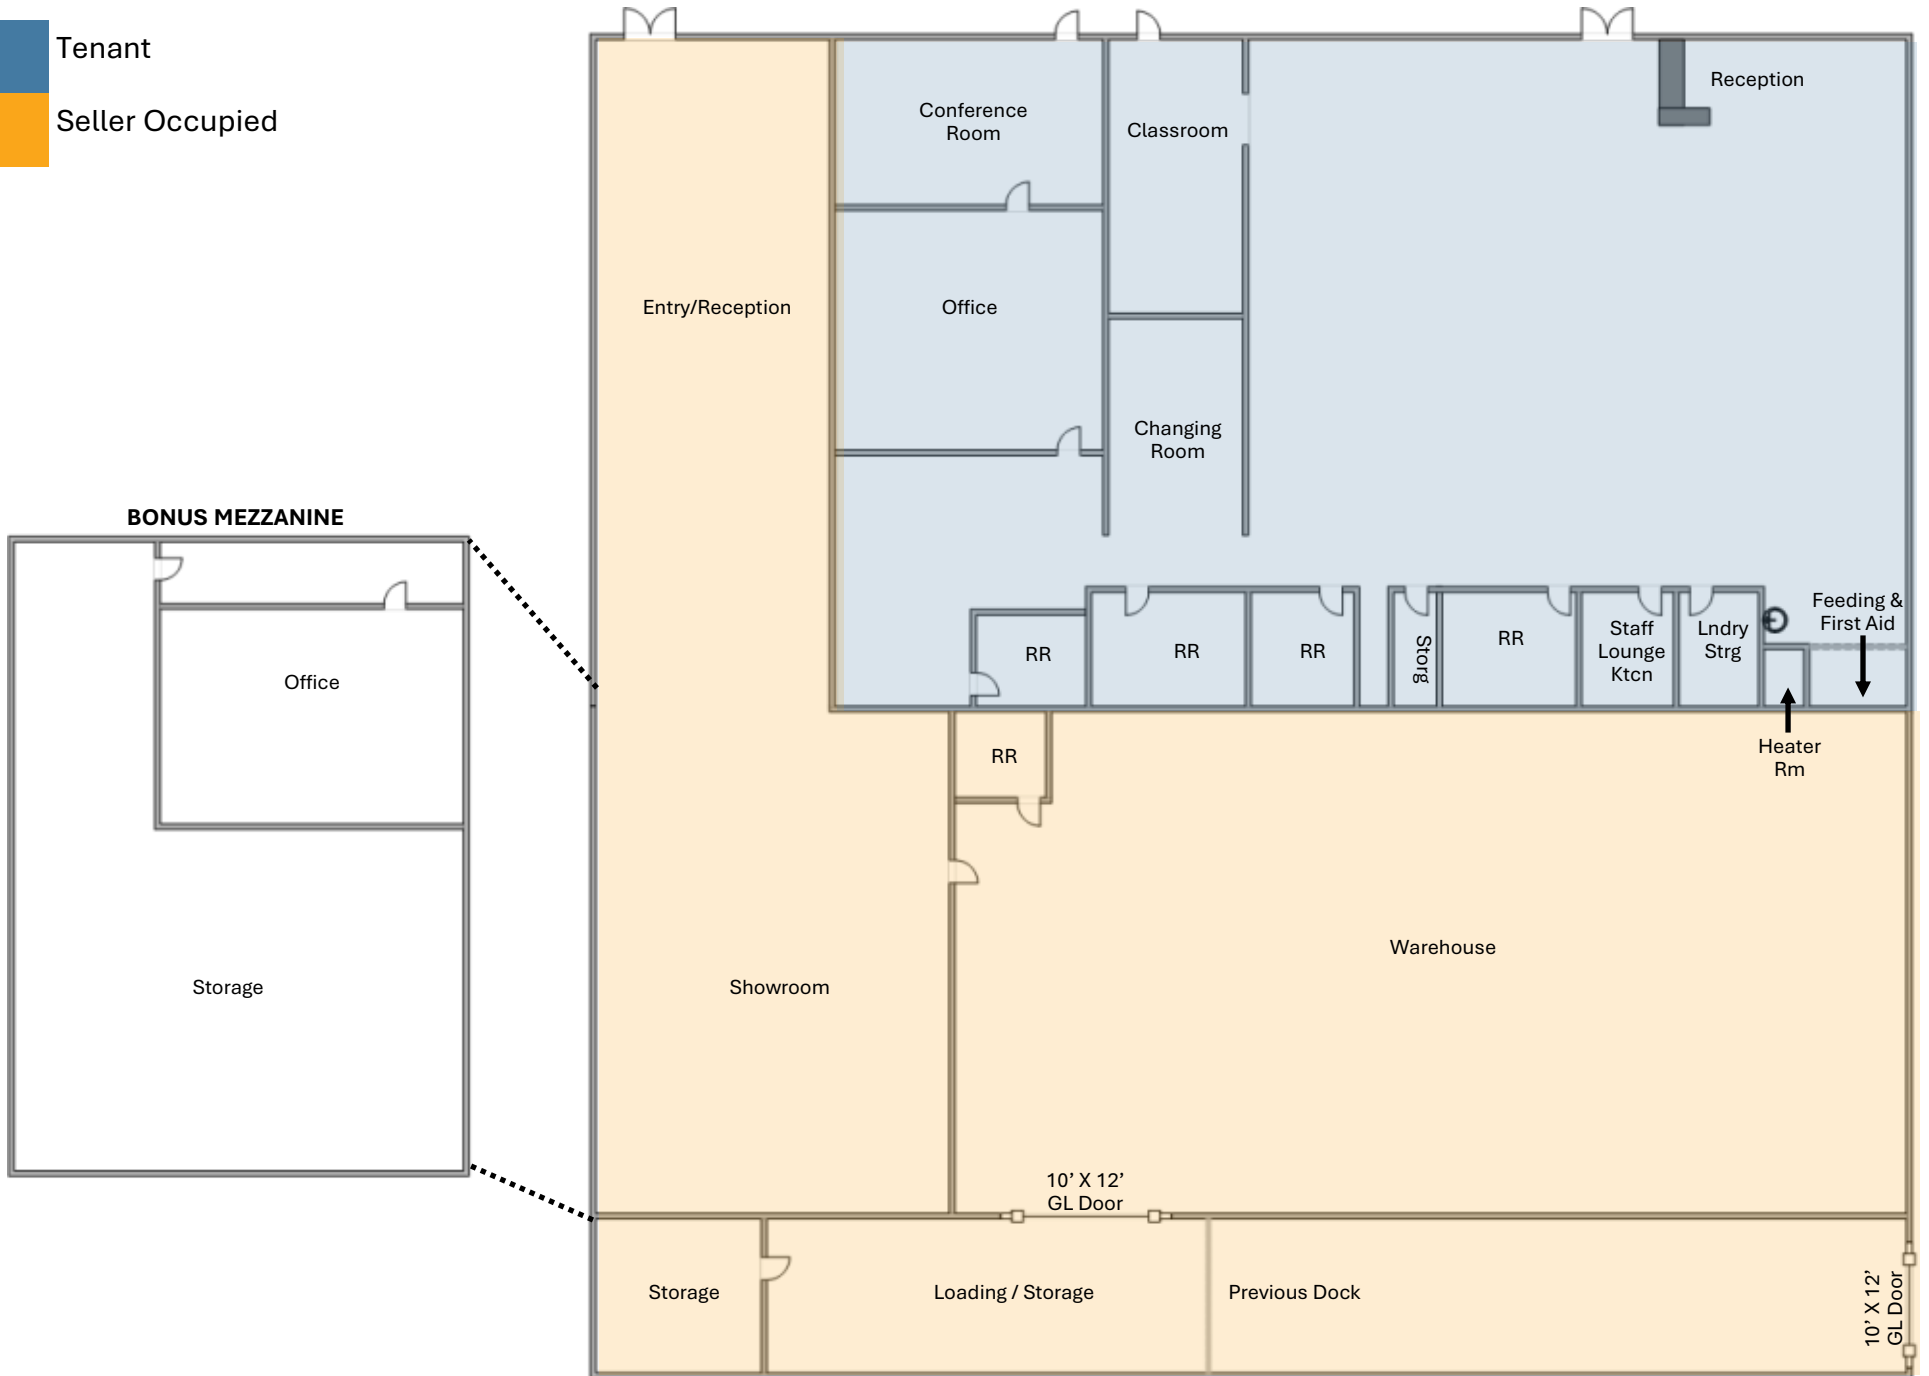 Tenant
Seller Occupied
Conference
Room
Classroom
Reception
Entry/Reception
Office
Changing
Room
BONUS MEZZANINE
Office
Storage
RR
RR
RR
Storg
RR
Staff
Lounge
Ktcn
Lndry
Strg
Feeding &
First Aid
Heater
Rm
RR
Warehouse
Showroom
10’ X 12’
GL Door
Storage
Loading / Storage
Previous Dock
10’ X 12’
GL Door